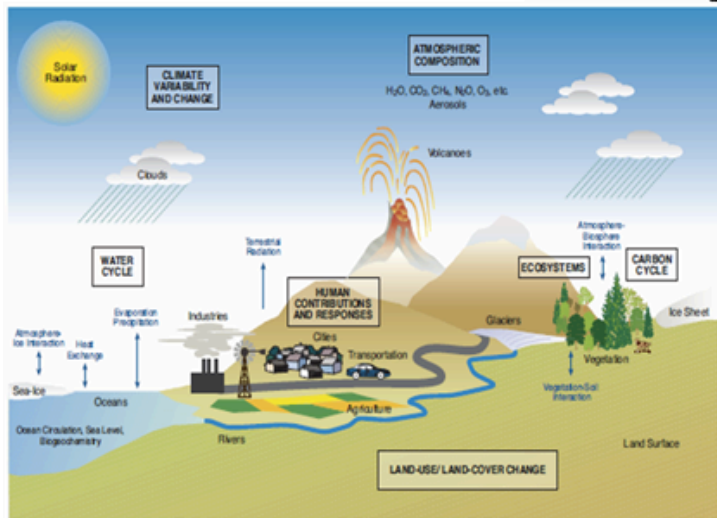 Solar
Radiation
CLIMATE
VARIABILITY
AND CHANGE
ATMOSPHERIC
COMPOSITION
H₂O, CO₂, CH₄, N₂O, O₃, etc.
Aerosols
Volcanoes
Clouds
Atmosphere-
Biosphere
Interaction
Terrestrial
Radiation
WATER
CYCLE
ECOSYSTEMS
CARBON
CYCLE
HUMAN
CONTRIBUTIONS
AND RESPONSES
Evaporation
Precipitation
Industries
Glaciers
Ice Sheet
Atmosphere-
Ice Interaction
Heat
Exchange
Cities
Transportation
Vegetation
Sea-Ice
Oceans
Agriculture
Vegetation-Soil
Interaction
Ocean Circulation, Sea Level,
Biogeochemistry
Rivers
Land Surface
LAND-USE/ LAND-COVER CHANGE